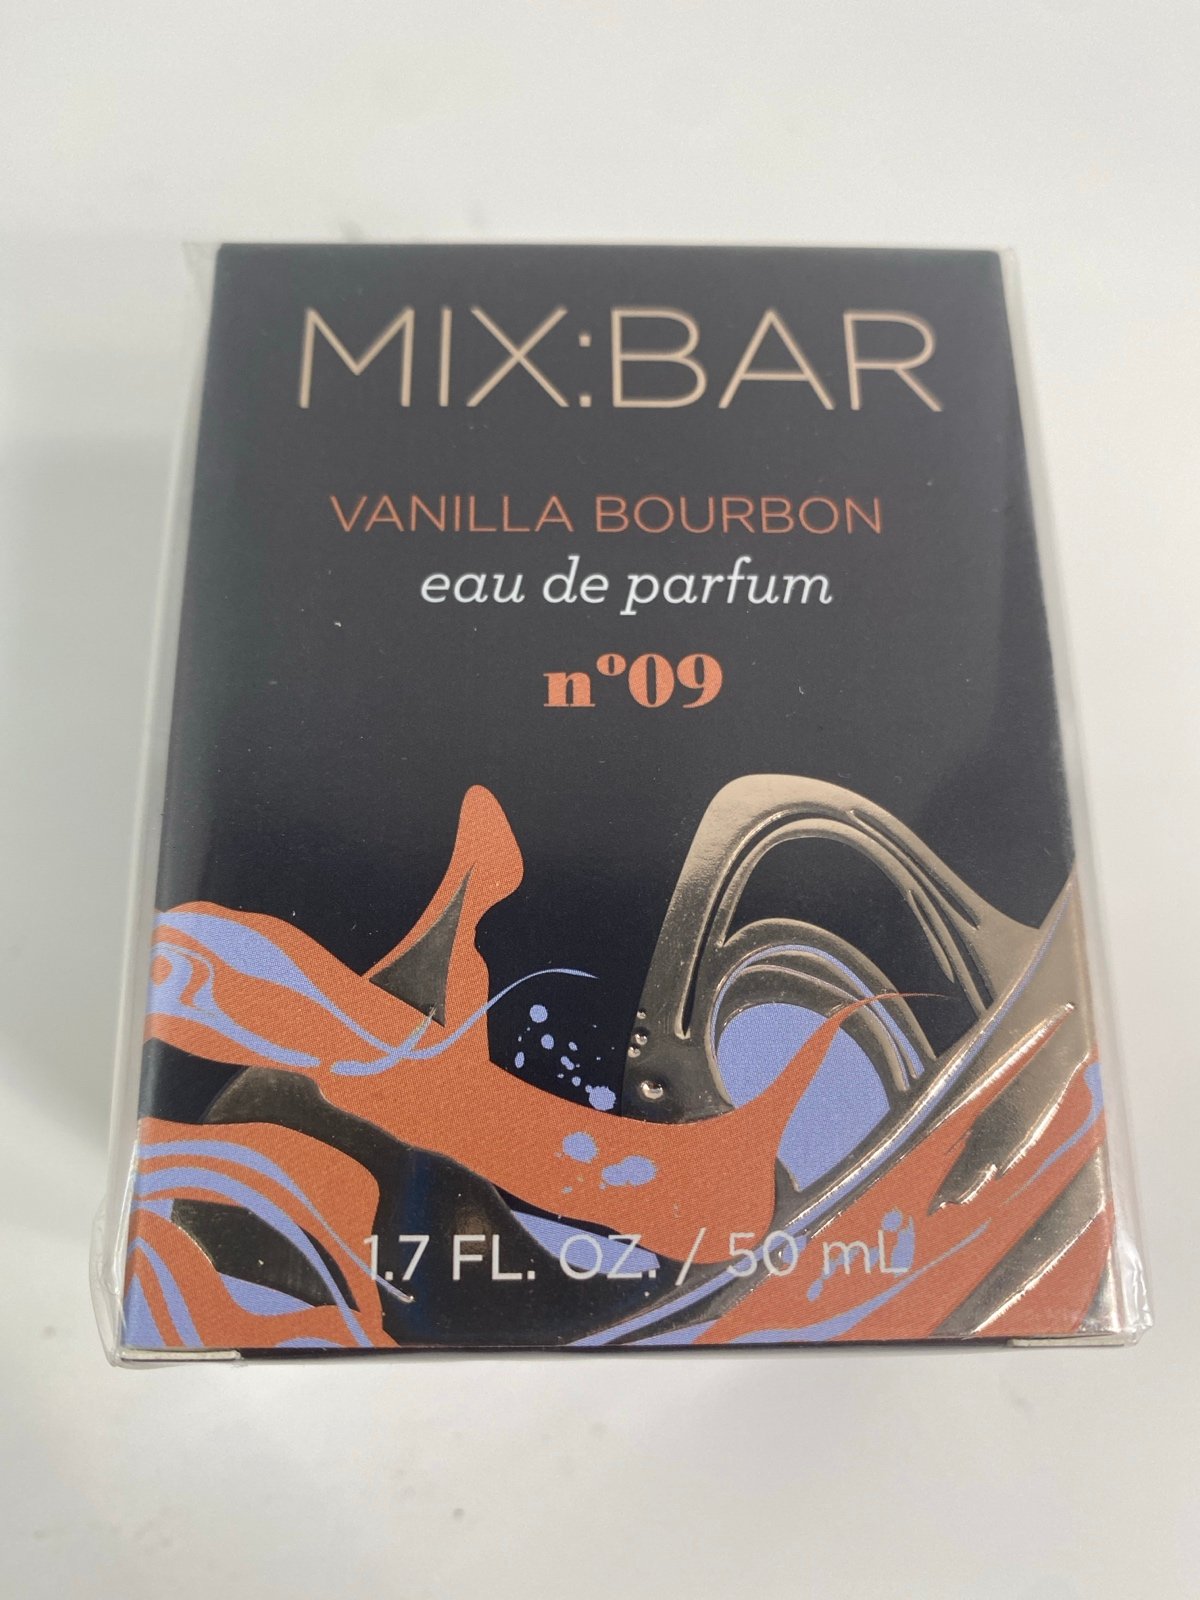 MIX:BAR
VANILLA BOURBON
eau de parfum
nº09
1.7 FL. OZ. / 50 mL